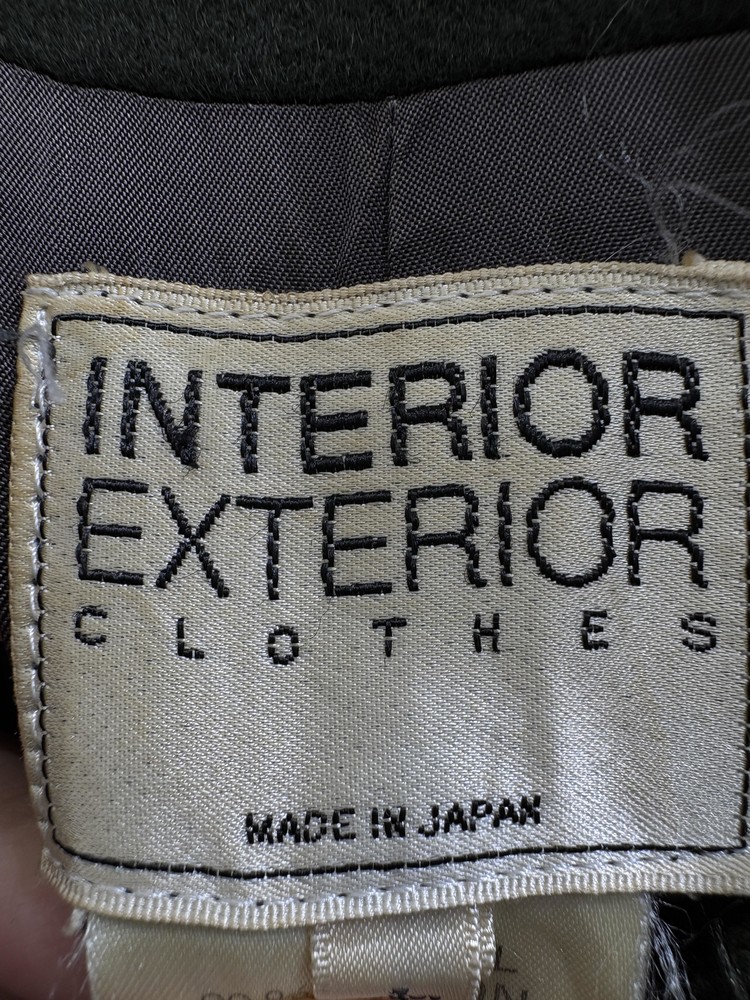 INTERIOR
EXTERIOR
CLOTHES
MADE IN JAPAN